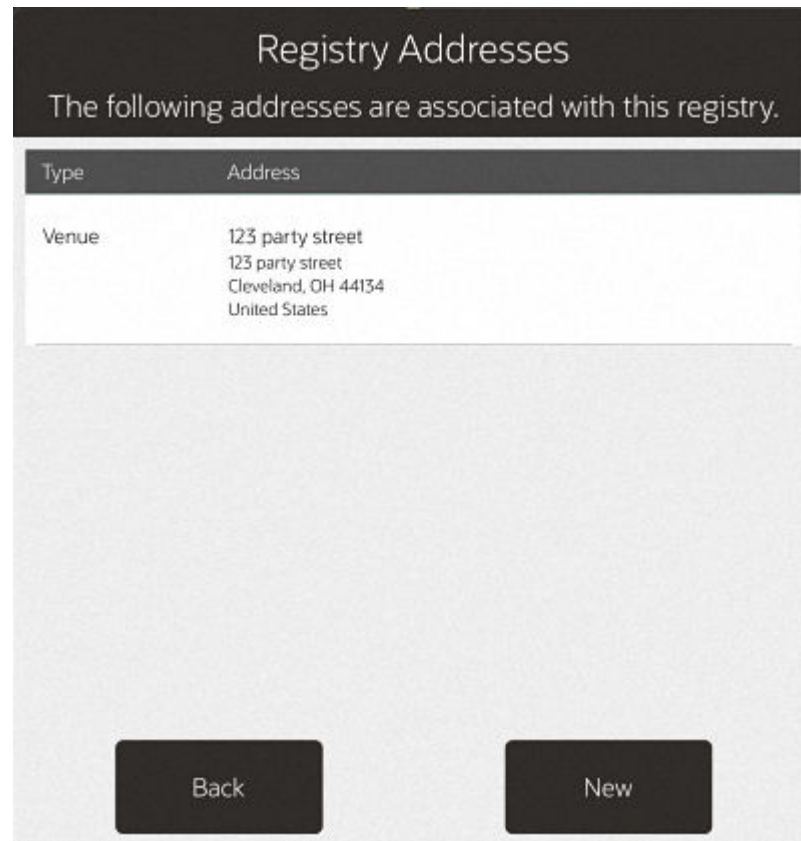 Registry Addresses
The following addresses are associated with this registry.
Type Address
Venue 123 party street
123 party street
Cleveland, OH 44134
United States
Back New